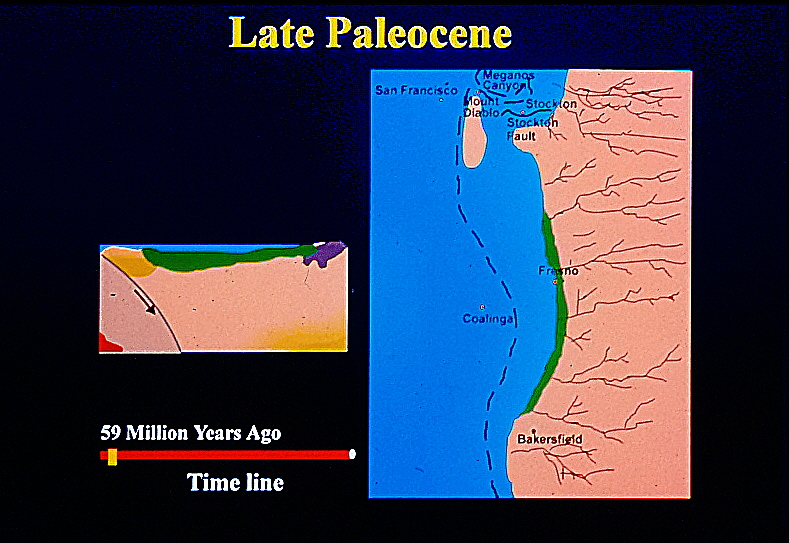 Late Paleocene
Meganos
Canyon
San Francisco
Mount
Diablo
Stockton
Stockton
Fault
Fresno
Coalinga
Bakersfield
59 Million Years Ago
Time line